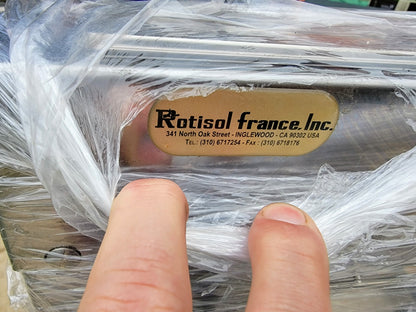 Rotisol france, Inc.
341 North Oak Street - INGLEWOOD - CA 90302 USA
TEL.: (310) 6717254 - FAX : (310) 6718176